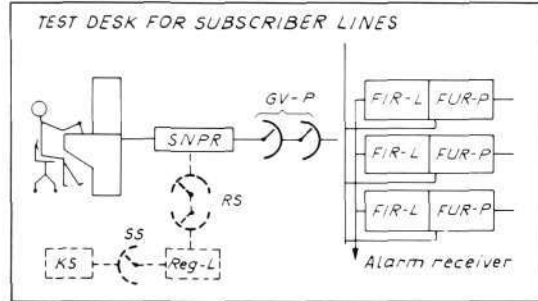 TEST DESK FOR SUBSCRIBER LINES
GV-P
FIR-L FUR-P
SNPR
FIR-L FUR-P
RS
FIR-L FUR-P
SS
KS
Reg-L
Alarm receiver